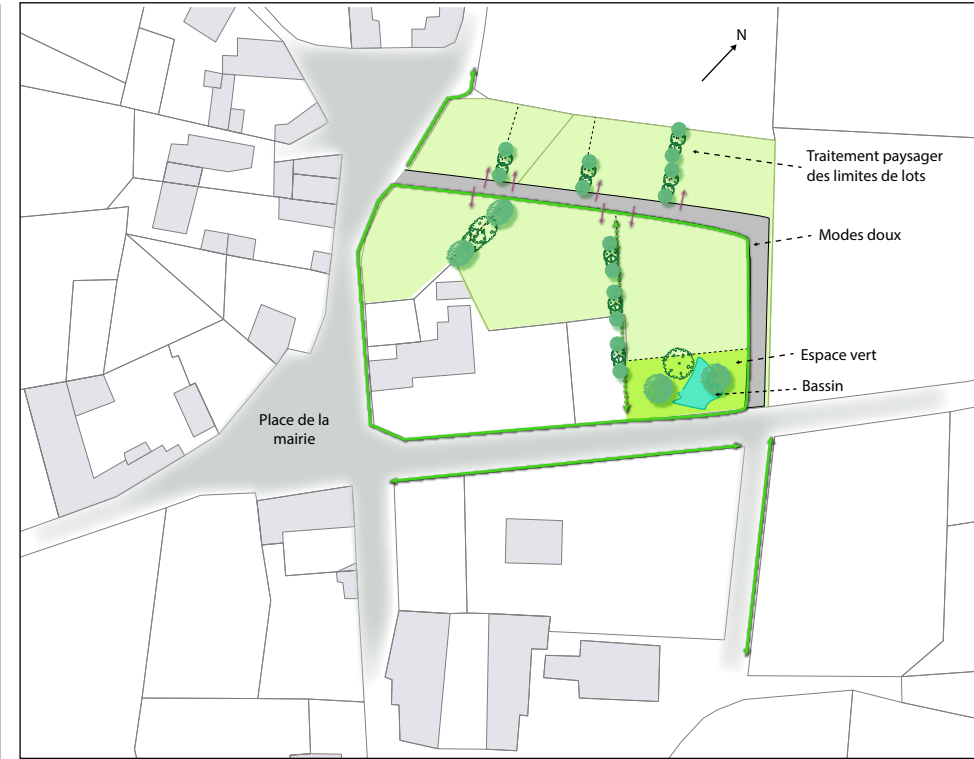 N
Traitement paysager
des limites de lots
Modes doux
Espace vert
Bassin
Place de la
mairie